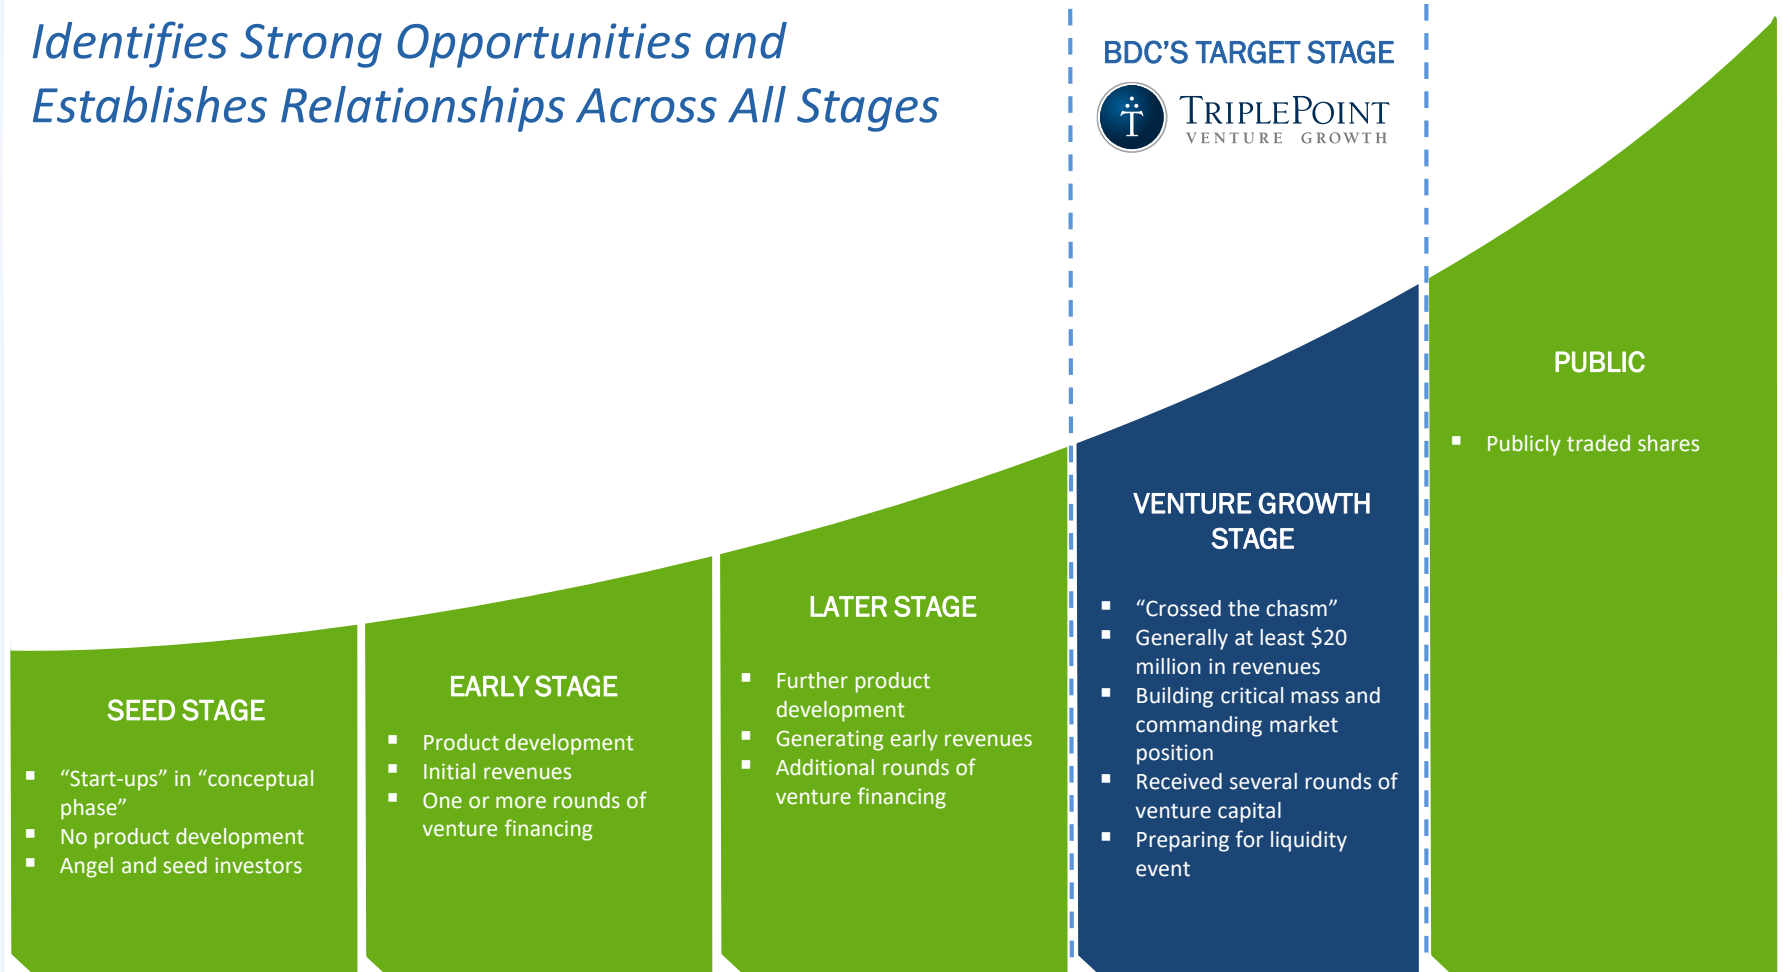 Identifies Strong Opportunities and
Establishes Relationships Across All Stages
BDC'S TARGET STAGE
TRIPLEPOINT
VENTURE GROWTH
SEED STAGE
▪ “Start-ups” in “conceptual
phase”
▪ No product development
▪ Angel and seed investors
EARLY STAGE
▪ Product development
▪ Initial revenues
▪ One or more rounds of
venture financing
LATER STAGE
▪ Further product
development
▪ Generating early revenues
▪ Additional rounds of
venture financing
VENTURE GROWTH
STAGE
▪ “Crossed the chasm”
▪ Generally at least $20
million in revenues
▪ Building critical mass and
commanding market
position
▪ Received several rounds of
venture capital
▪ Preparing for liquidity
event
PUBLIC
▪ Publicly traded shares